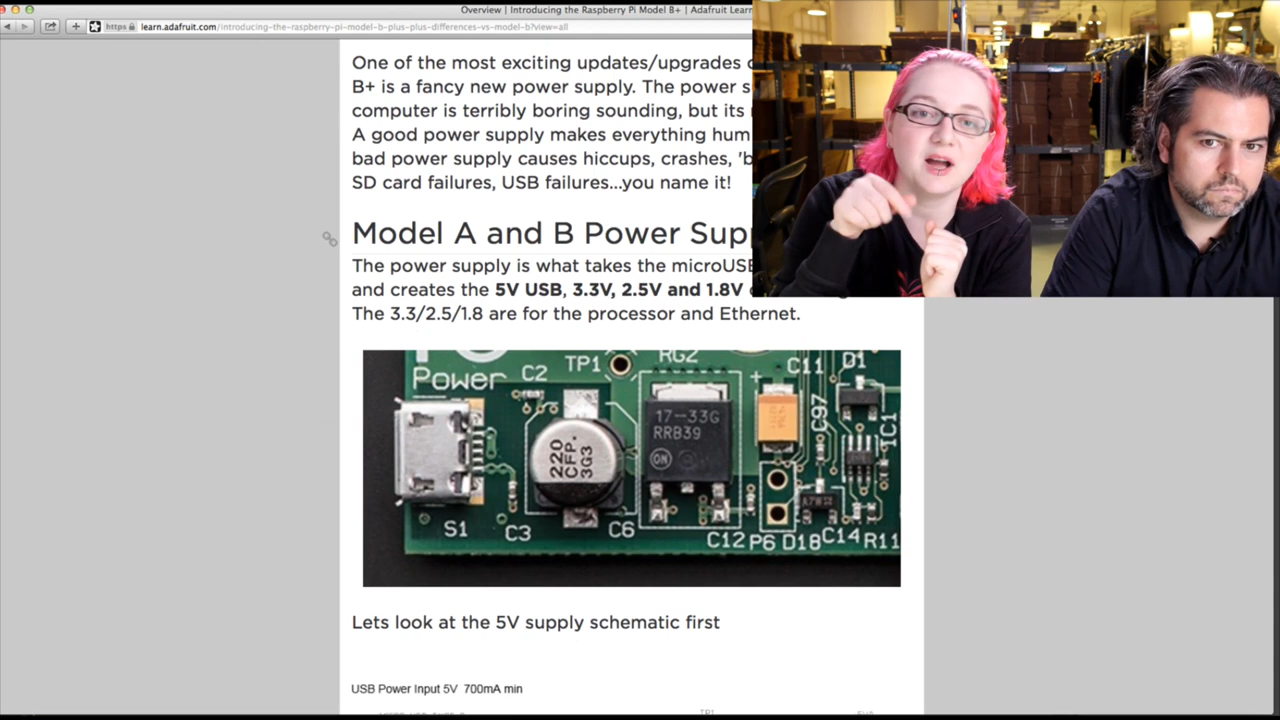 Overview | Introducing the Raspberry Pi Model B+ | Adafruit Learn
https learn.adafruit.com/introducing-the-raspberry-pi-model-b-plus-plus-differences-vs-model-b?view=all
One of the most exciting updates/upgrades
B+ is a fancy new power supply. The power s
computer is terribly boring sounding, but its
A good power supply makes everything hum
bad power supply causes hiccups, crashes, 'b
SD card failures, USB failures...you name it!
Model A and B Power Supp
The power supply is what takes the microUSB
and creates the 5V USB, 3.3V, 2.5V and 1.8V
The 3.3/2.5/1.8 are for the processor and Ethernet.
Power C2 TP1 RG2 C11 D1
17-33G
RRB39
ON
220
CFP.
3G3
C97
IC1
S1 C3 C6 C12 P6 D18 C14 R11
Lets look at the 5V supply schematic first
USB Power Input 5V 700mA min
TP1